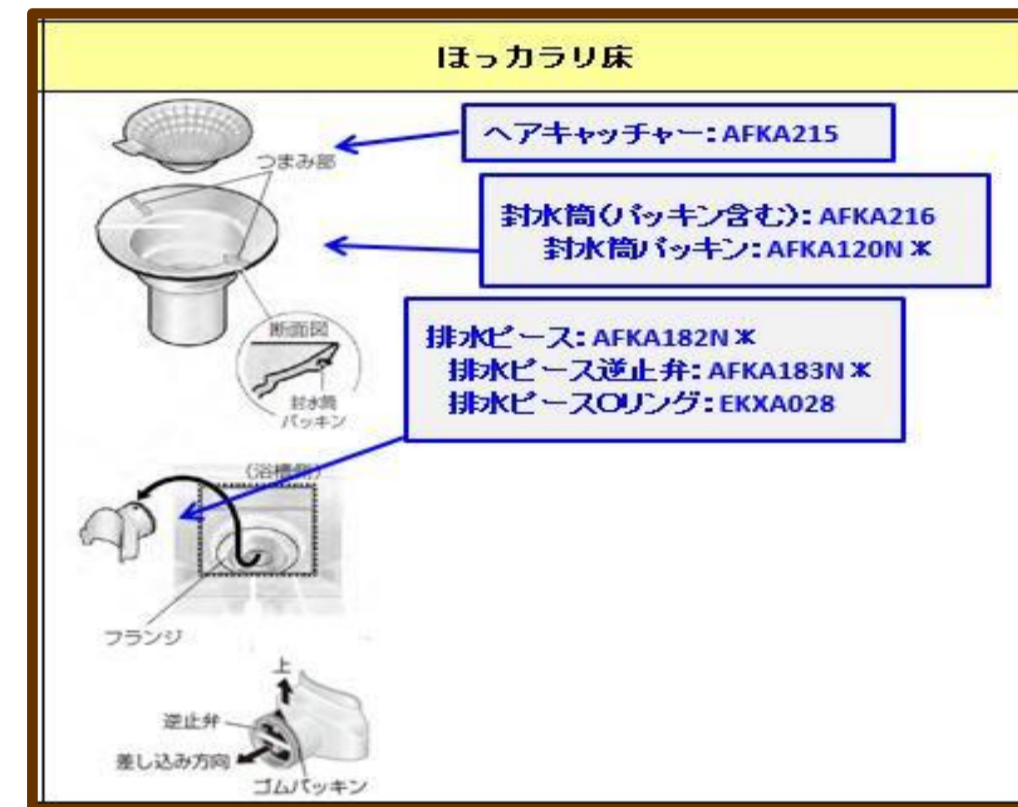 ほっカラリ床
ヘアキャッチャー：AFKA215
つまみ部
封水筒(パッキン含む)：AFKA216
封水筒パッキン：AFKA120N＊
断面図
封水筒
パッキン
排水ピース：AFKA182N＊
排水ピース逆止弁：AFKA183N＊
排水ピースOリング：EKXA028
(浴槽側)
フランジ
上
逆止弁
差し込み方向
ゴムパッキン